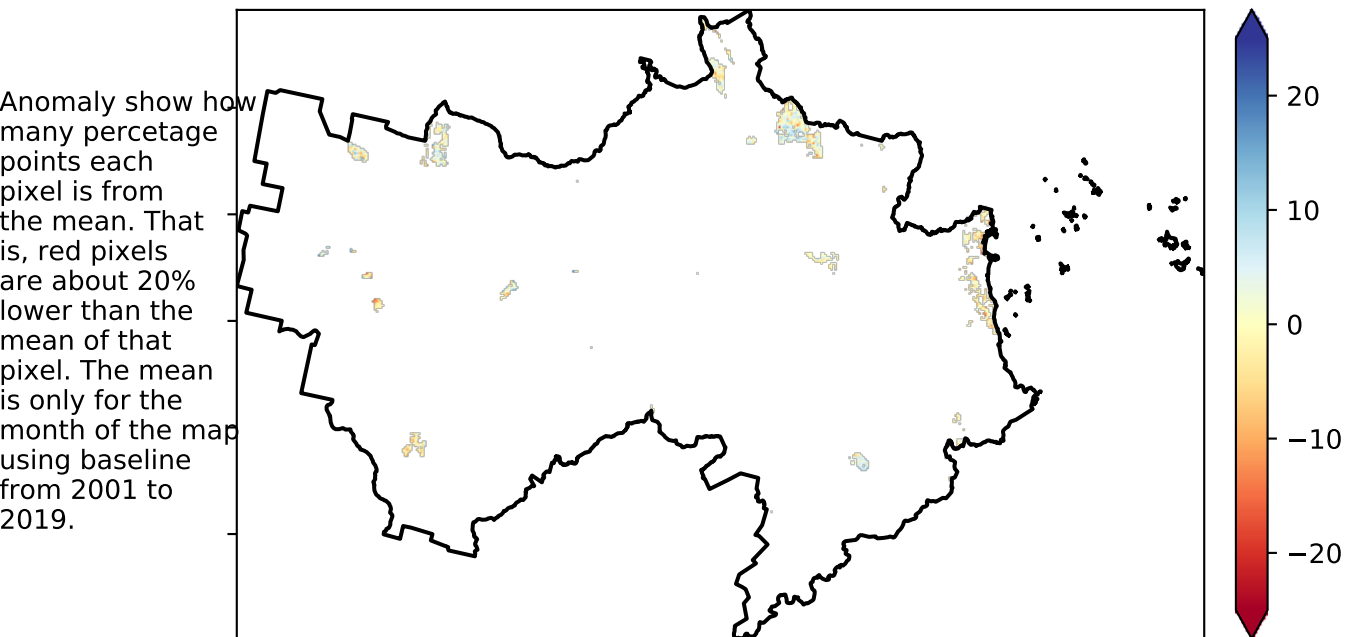 Anomaly show how
many percetage
points each
pixel is from
the mean. That
is, red pixels
are about 20%
lower than the
mean of that
pixel. The mean
is only for the
month of the map
using baseline
from 2001 to
2019.
20
10
0
−10
−20